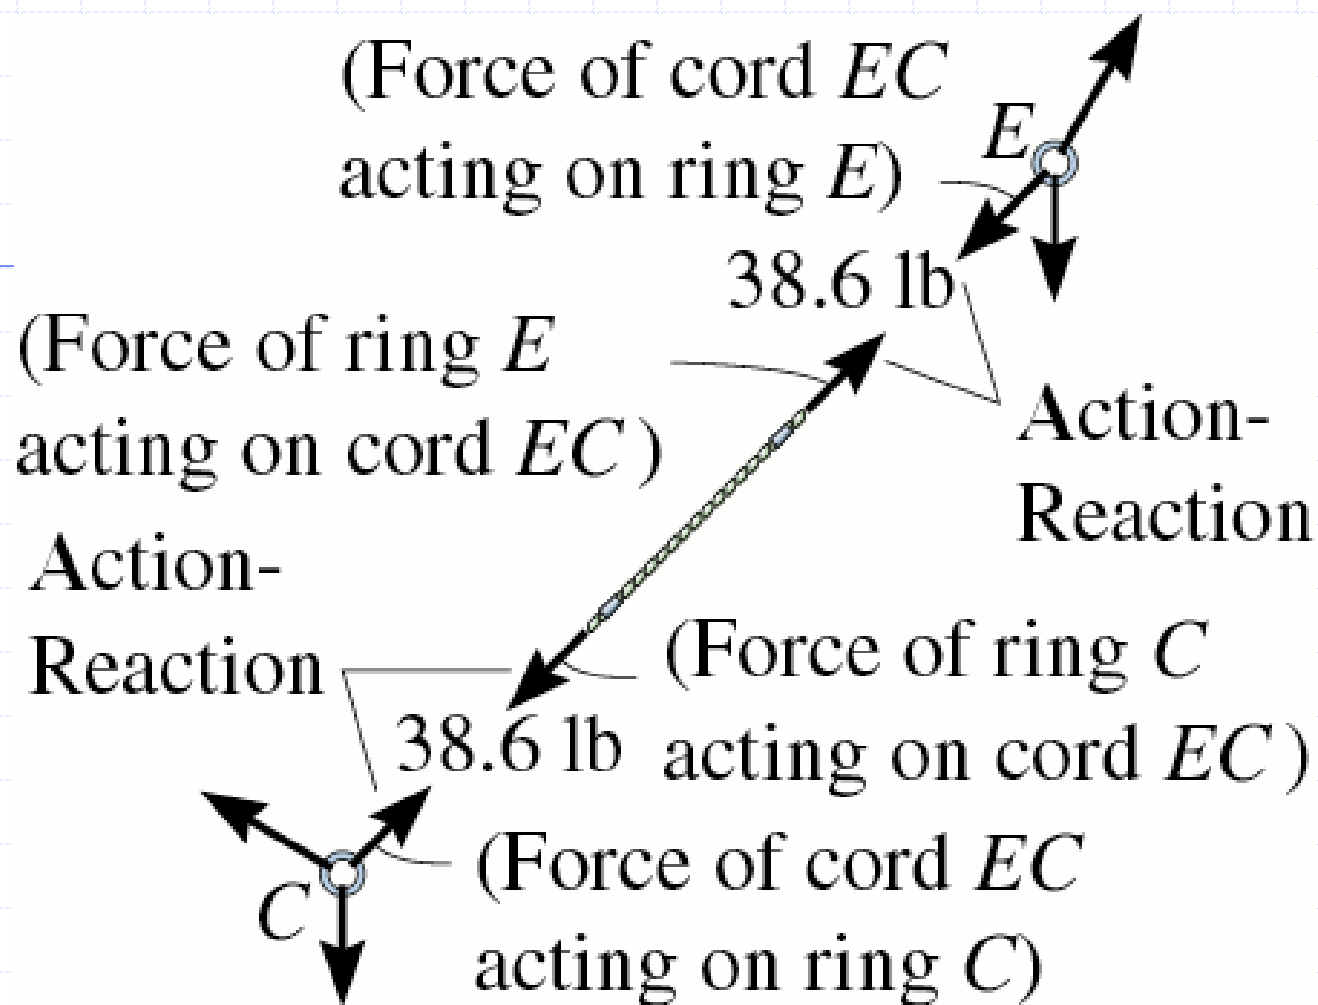 (Force of cord EC
acting on ring E)
E
38.6 lb
(Force of ring E
acting on cord EC)
Action-
Reaction
Action-
Reaction
(Force of ring C
acting on cord EC)
38.6 lb
C
(Force of cord EC
acting on ring C)